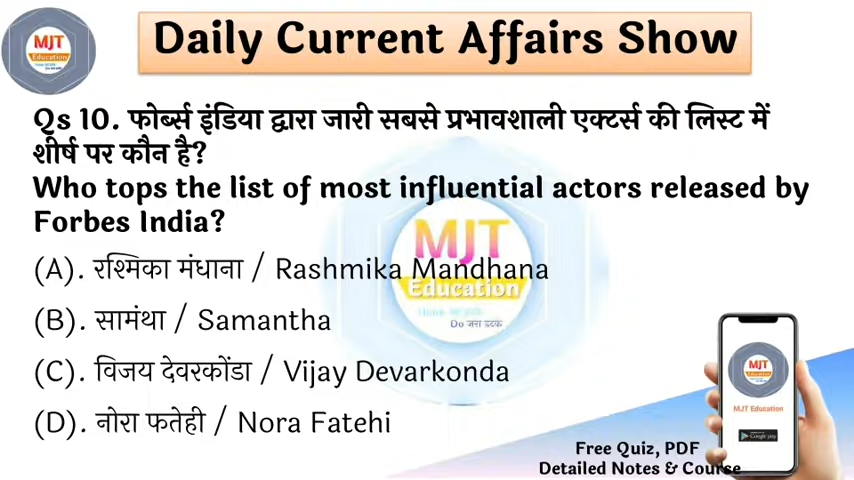 MJT
Education
Daily Current Affairs Show
Qs 10. फोर्ब्स इंडिया द्वारा जारी सबसे प्रभावशाली एक्टर्स की लिस्ट में
शीर्ष पर कौन है?
Who tops the list of most influential actors released by
Forbes India?
(A). रश्मिका मंधाना / Rashmika Mandhana
(B). सामंथा / Samantha
(C). विजय देवरकोंडा / Vijay Devarkonda
(D). नोरा फतेही / Nora Fatehi
MJT
Education
Do जरा हटके
MJT
Education
MJT Education
Google play
Free Quiz, PDF
Detailed Notes & Course